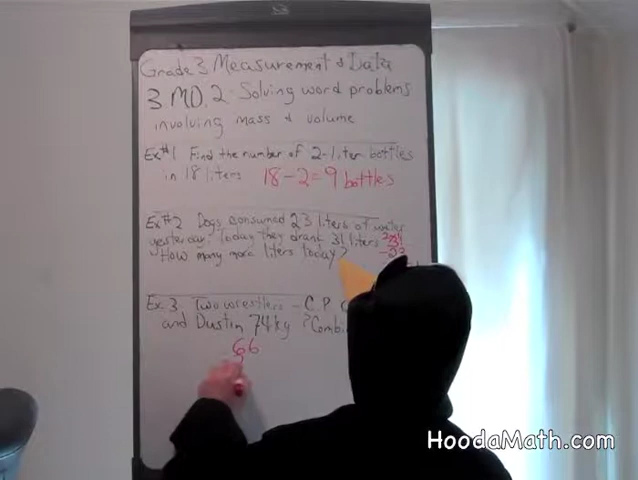 Grade 3 Measurement & Data
3.MD.2 - Solving word problems
involving mass & volume
Ex#1 Find the number of 2-liter bottles
in 18 liters 18-2=9 bottles
Ex#2 Dogs consumed 23 liters of water
yesterday. Today they drank 31 liters
How many more liters today?
Ex. 3. Two wrestlers - C.P.
and Dustin 74 kg ?Combi
66
HoodaMath.com